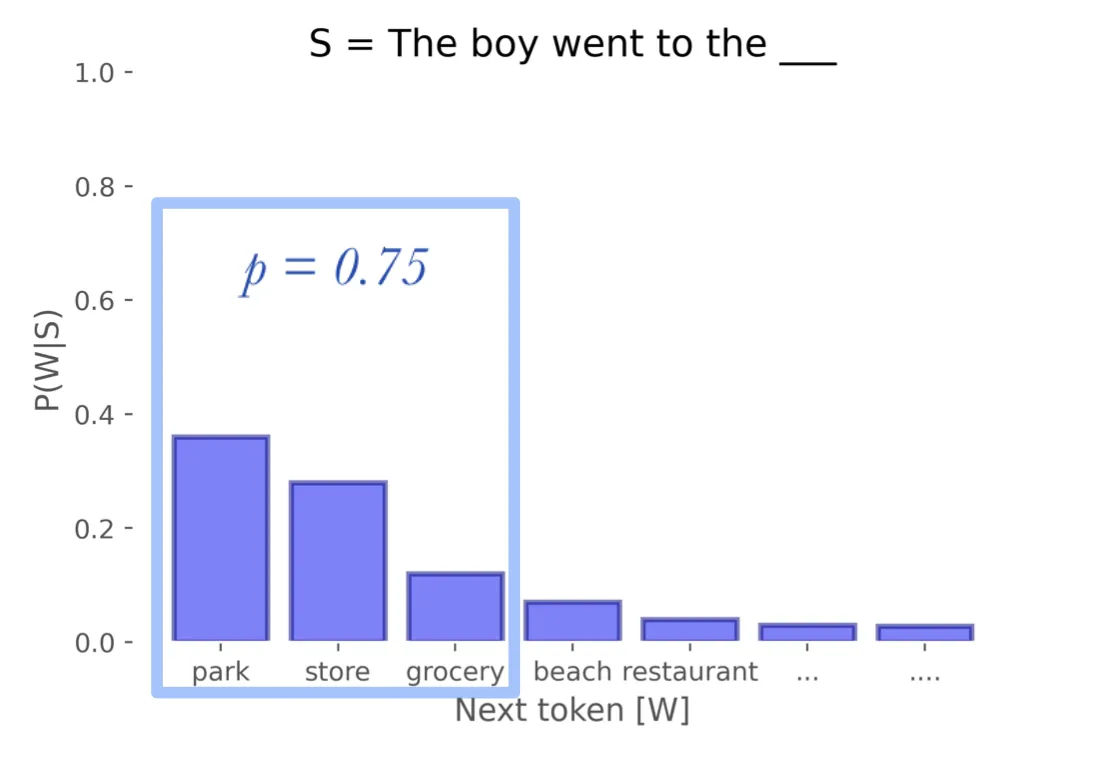 S = The boy went to the ___
1.0
0.8
p = 0.75
0.6
P(W|S)
0.4
0.2
0.0
park store grocery beach restaurant ... ....
Next token [W]